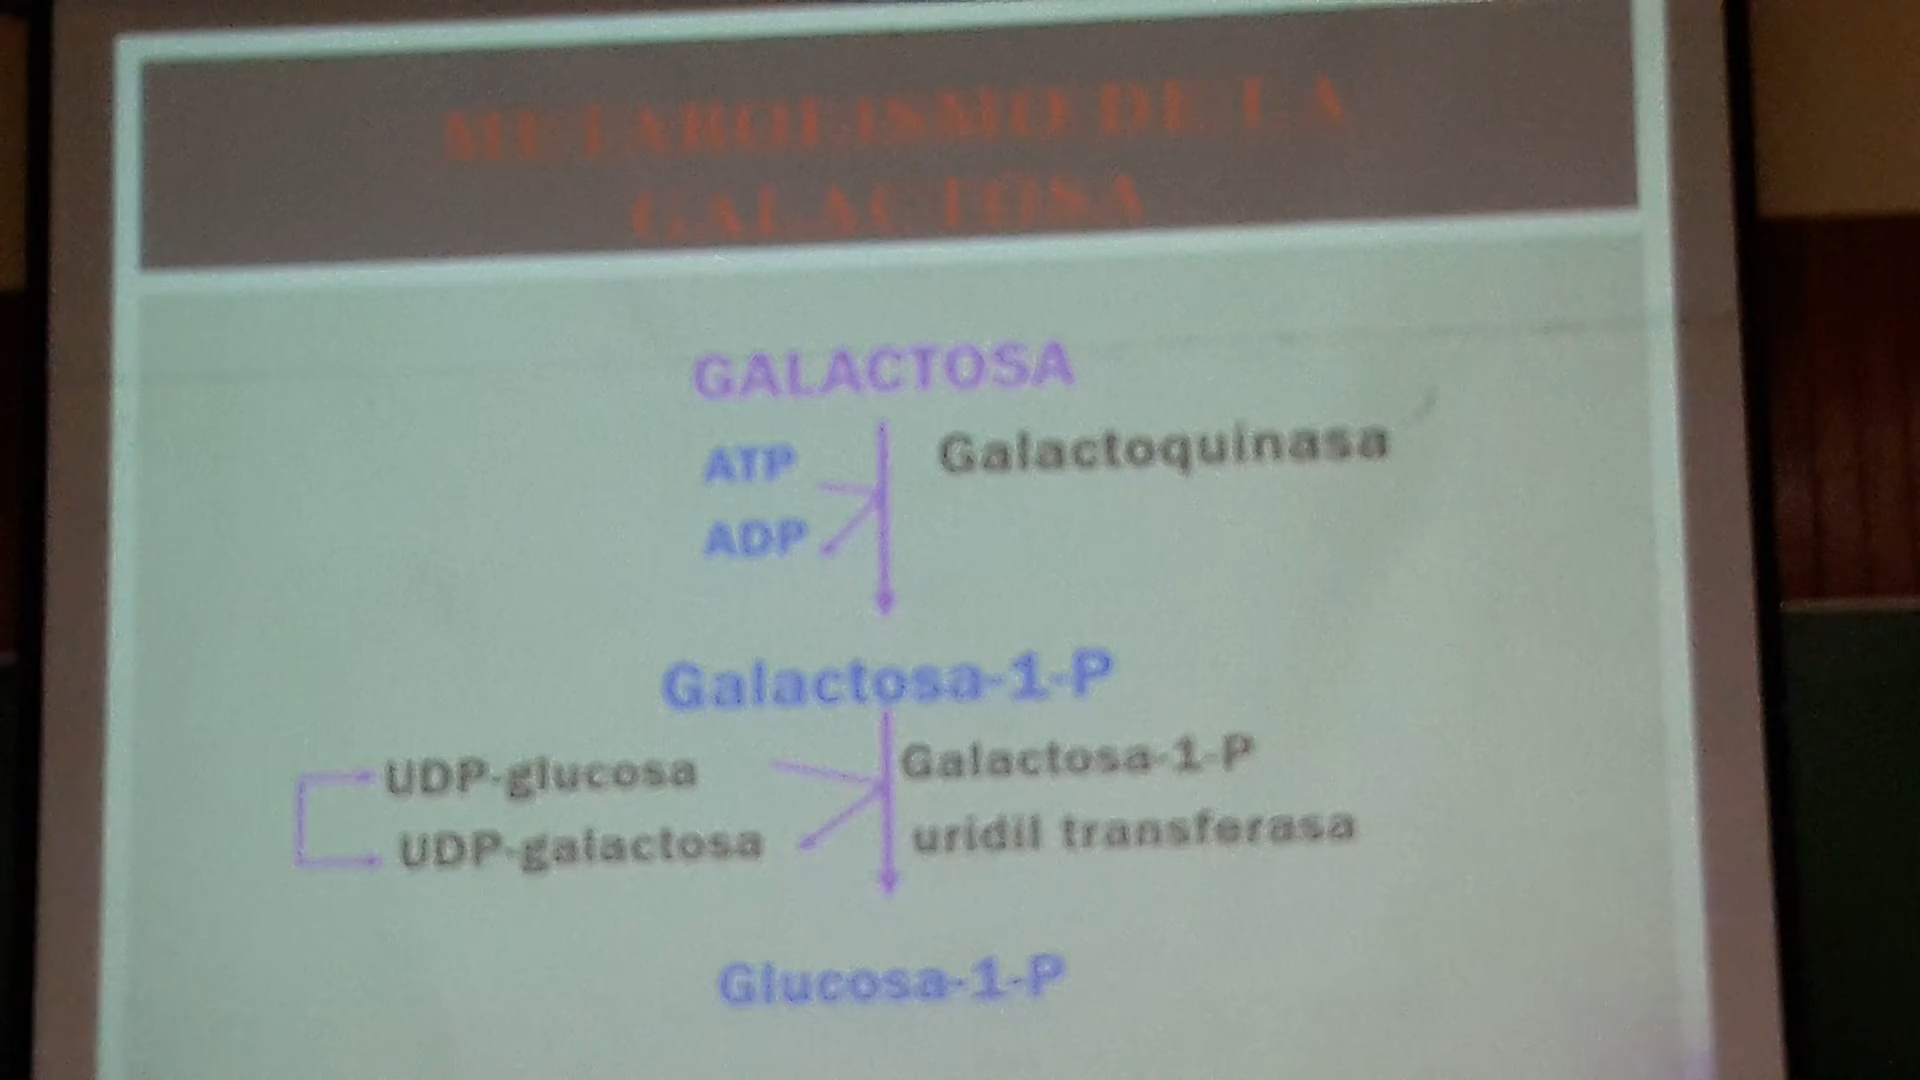 METABOLISMO DE LA
GALACTOSA
GALACTOSA
ATP
Galactoquinasa
ADP
Galactosa-1-P
UDP-glucosa
Galactosa-1-P
UDP-galactosa
uridil transferasa
Glucosa-1-P